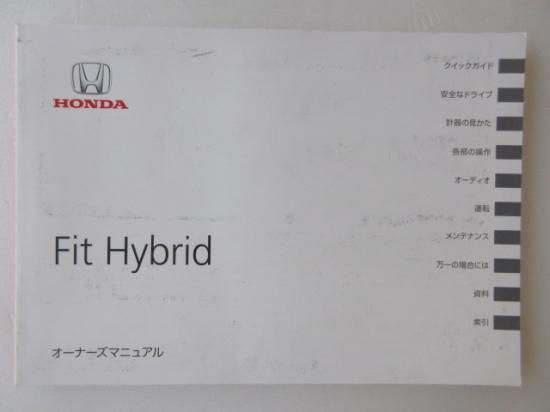 HONDA
Fit Hybrid
オーナーズマニュアル
クイックガイド
安全なドライブ
計器の見かた
各部の操作
オーディオ
運転
メンテナンス
万一の場合には
資料
索引